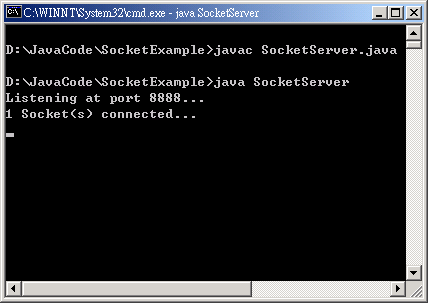 C:\WINNT\System32\cmd.exe - java SocketServer
D:\JavaCode\SocketExample>javac SocketServer.java
D:\JavaCode\SocketExample>java SocketServer
Listening at port 8888...
1 Socket(s) connected...